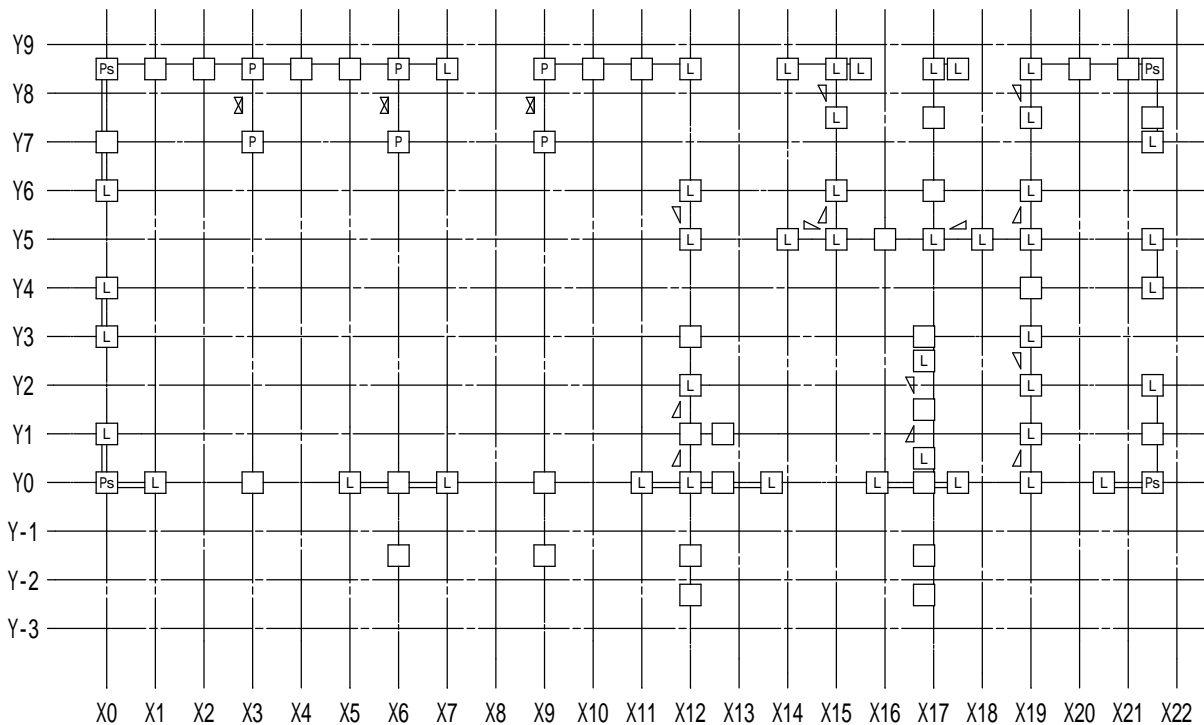 Y9
Ps P P L P L L L L L L L Ps
Y8
L L
Y7
P P P L
Y6
L L L L
Y5
L L L L L L L
Y4
L L
Y3
L L
L
Y2
L L L
Y1
L L
L
Y0
Ps L L L L L L L L L L Ps
Y-1
Y-2
Y-3
X0 X1 X2 X3 X4 X5 X6 X7 X8 X9 X10 X11 X12 X13 X14 X15 X16 X17 X18 X19 X20 X21 X22